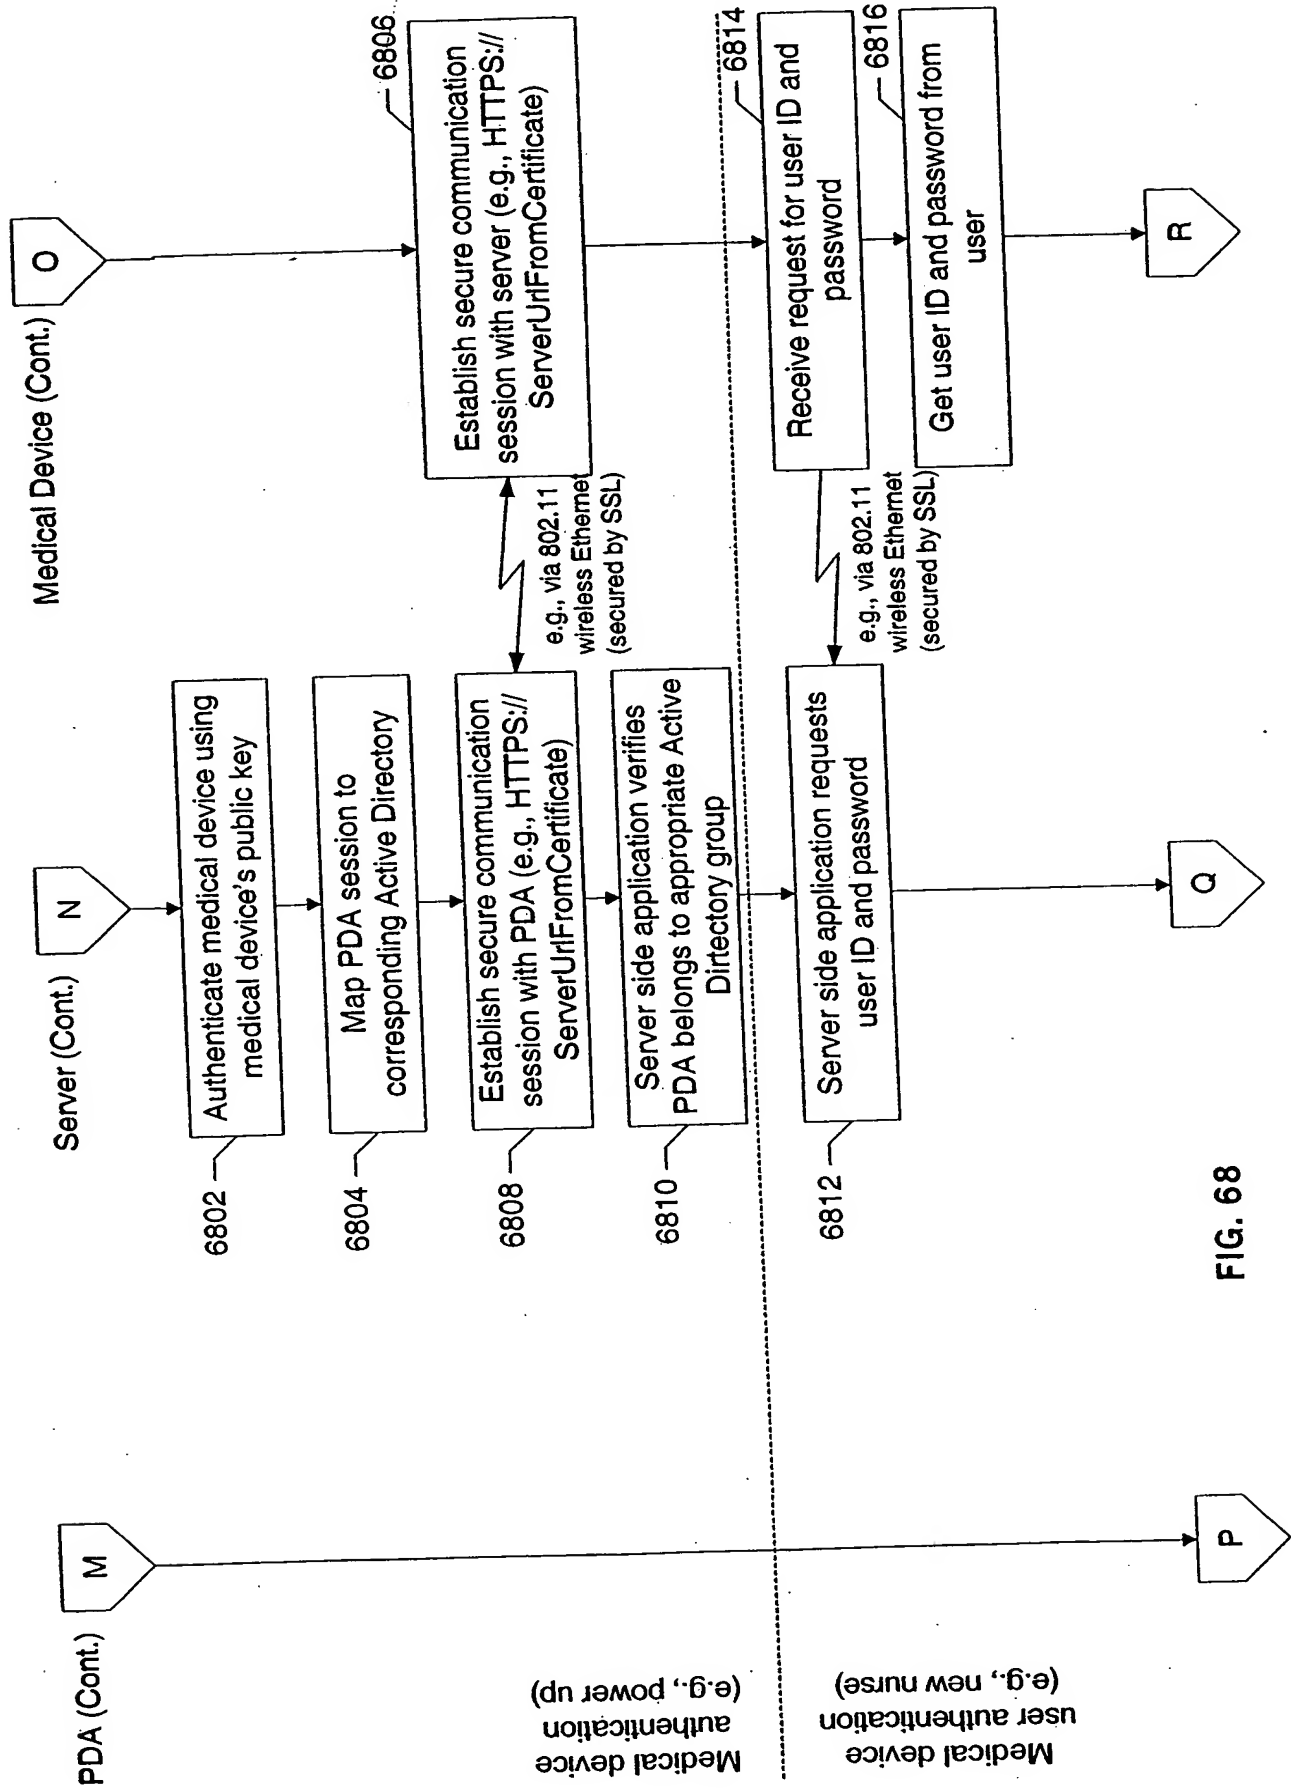 PDA (Cont.)
M
Server (Cont.)
N
Medical Device (Cont.)
O
6802
Authenticate medical device using
medical device's public key
6804
Map PDA session to
corresponding Active Directory
6806
Establish secure communication
session with server (e.g., HTTPS://
ServerUrlFromCertificate)
6808
Establish secure communication
session with PDA (e.g., HTTPS://
ServerUrlFromCertificate)
e.g., via 802.11
wireless Ethernet
(secured by SSL)
6810
Server side application verifies
PDA belongs to appropriate Active
Dirtectory group
Medical device
authentication
(e.g., power up)
Medical device
user authentication
(e.g., new nurse)
6812
Server side application requests
user ID and password
e.g., via 802.11
wireless Ethernet
(secured by SSL)
6814
Receive request for user ID and
password
6816
Get user ID and password from
user
P
Q
R
FIG. 68